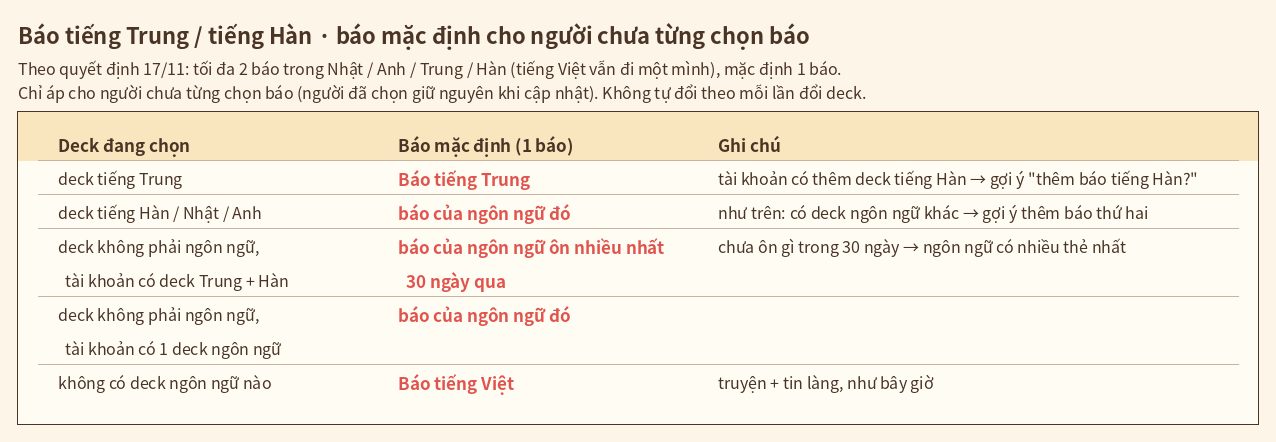 Báo tiếng Trung / tiếng Hàn · báo mặc định cho người chưa từng chọn báo
Theo quyết định 17/11: tối đa 2 báo trong Nhật / Anh / Trung / Hàn (tiếng Việt vẫn đi một mình), mặc định 1 báo.
Chỉ áp cho người chưa từng chọn báo (người đã chọn giữ nguyên khi cập nhật). Không tự đổi theo mỗi lần đổi deck.
Deck đang chọn Báo mặc định (1 báo) Ghi chú
deck tiếng Trung Báo tiếng Trung tài khoản có thêm deck tiếng Hàn → gợi ý "thêm báo tiếng Hàn?"
deck tiếng Hàn / Nhật / Anh báo của ngôn ngữ đó như trên: có deck ngôn ngữ khác → gợi ý thêm báo thứ hai
deck không phải ngôn ngữ, báo của ngôn ngữ ôn nhiều nhất chưa ôn gì trong 30 ngày → ngôn ngữ có nhiều thẻ nhất
tài khoản có deck Trung + Hàn 30 ngày qua
deck không phải ngôn ngữ, báo của ngôn ngữ đó
tài khoản có 1 deck ngôn ngữ
không có deck ngôn ngữ nào Báo tiếng Việt truyện + tin làng, như bây giờ